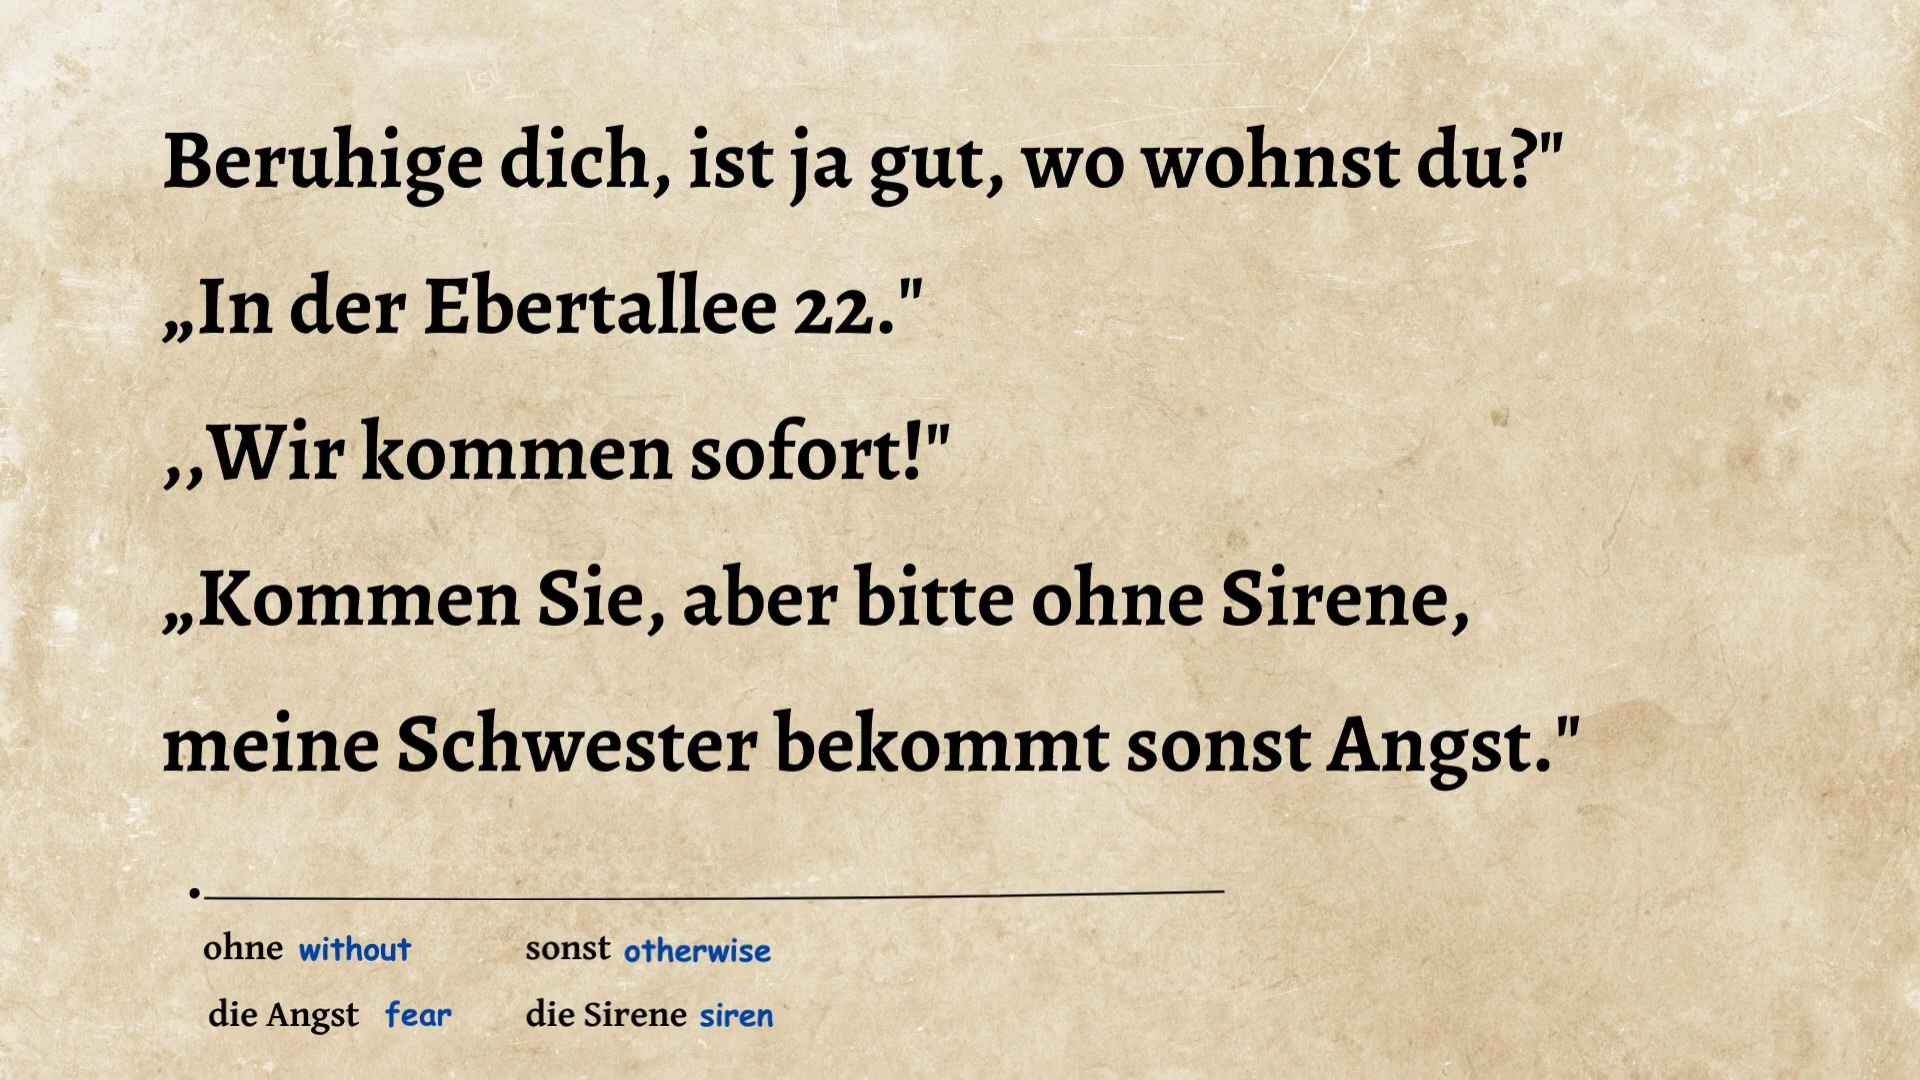 Beruhige dich, ist ja gut, wo wohnst du?"
„In der Ebertallee 22."
,,Wir kommen sofort!"
„Kommen Sie, aber bitte ohne Sirene,
meine Schwester bekommt sonst Angst."
ohne without sonst otherwise
die Angst fear die Sirene siren